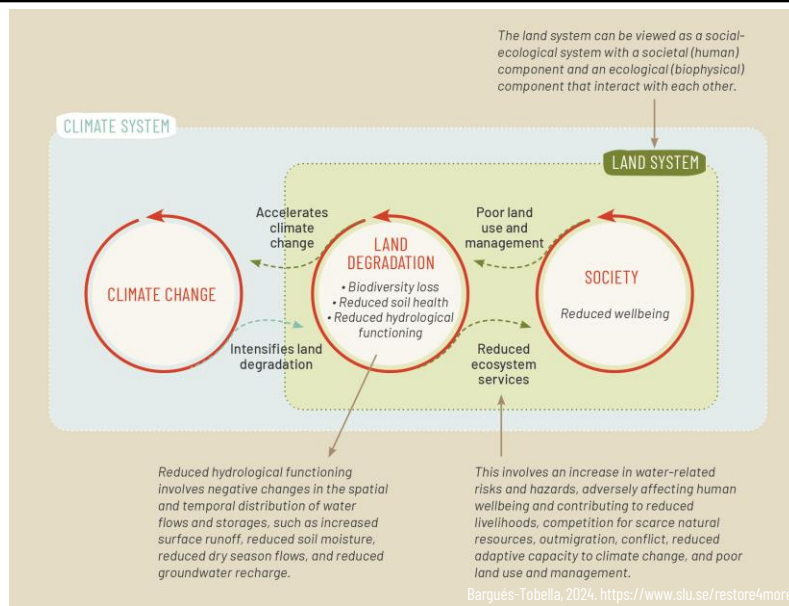 The land system can be viewed as a social-
ecological system with a societal (human)
component and an ecological (biophysical)
component that interact with each other.
CLIMATE SYSTEM
LAND SYSTEM
Accelerates
climate
change
Poor land
use and
management
CLIMATE CHANGE
LAND
DEGRADATION
• Biodiversity loss
• Reduced soil health
• Reduced hydrological
functioning
SOCIETY
Reduced wellbeing
Intensifies land
degradation
Reduced
ecosystem
services
Reduced hydrological functioning
involves negative changes in the spatial
and temporal distribution of water
flows and storages, such as increased
surface runoff, reduced soil moisture,
reduced dry season flows, and reduced
groundwater recharge.
This involves an increase in water-related
risks and hazards, adversely affecting human
wellbeing and contributing to reduced
livelihoods, competition for scarce natural
resources, outmigration, conflict, reduced
adaptive capacity to climate change, and poor
land use and management.
Bargués-Tobella, 2024. https://www.slu.se/restore4more